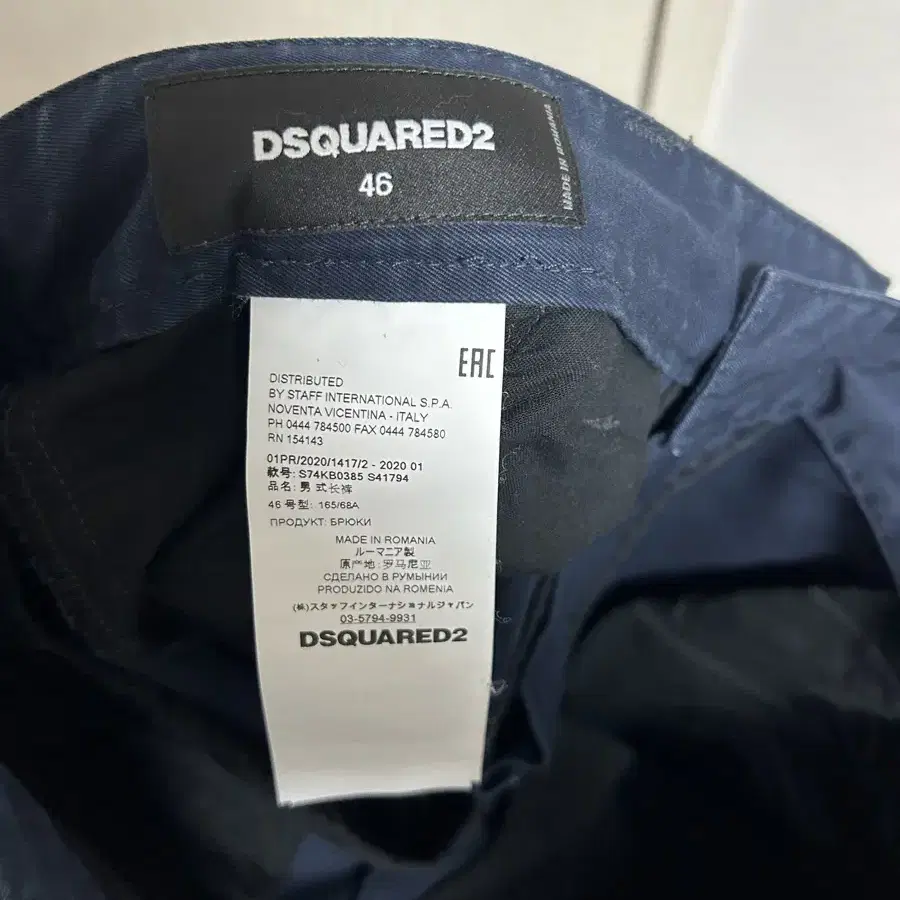 DSQUARED2
46
MADE IN ROMANIA
EAC
DISTRIBUTED
BY STAFF INTERNATIONAL S.P.A.
NOVENTA VICENTINA - ITALY
PH 0444 784500 FAX 0444 784580
RN 154143
01PR/2020/1417/2 - 2020 01
款号: S74KB0385 S41794
品名: 男 式长裤
46 号型: 165/68A
ПРОДУКТ: БРЮКИ
MADE IN ROMANIA
ルーマニア製
原产地: 罗马尼亚
СДЕЛАНО В РУМЫНИИ
PRODUZIDO NA ROMENIA
(株)スタッフインターナショナルジャパン
03-5794-9931
DSQUARED2